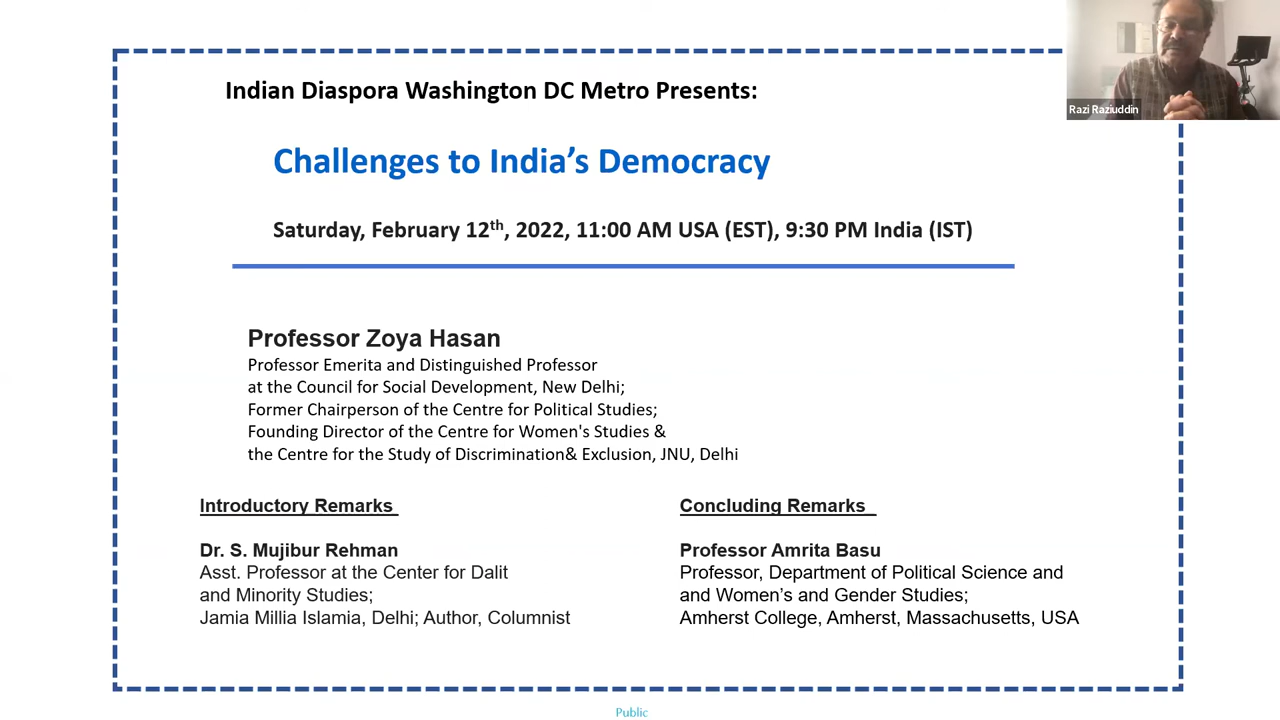 Indian Diaspora Washington DC Metro Presents:
Razi Raziuddin
Challenges to India's Democracy
Saturday, February 12th, 2022, 11:00 AM USA (EST), 9:30 PM India (IST)
Professor Zoya Hasan
Professor Emerita and Distinguished Professor
at the Council for Social Development, New Delhi;
Former Chairperson of the Centre for Political Studies;
Founding Director of the Centre for Women's Studies &
the Centre for the Study of Discrimination& Exclusion, JNU, Delhi
Introductory Remarks
Dr. S. Mujibur Rehman
Asst. Professor at the Center for Dalit
and Minority Studies;
Jamia Millia Islamia, Delhi; Author, Columnist
Concluding Remarks
Professor Amrita Basu
Professor, Department of Political Science and
and Women's and Gender Studies;
Amherst College, Amherst, Massachusetts, USA
Public